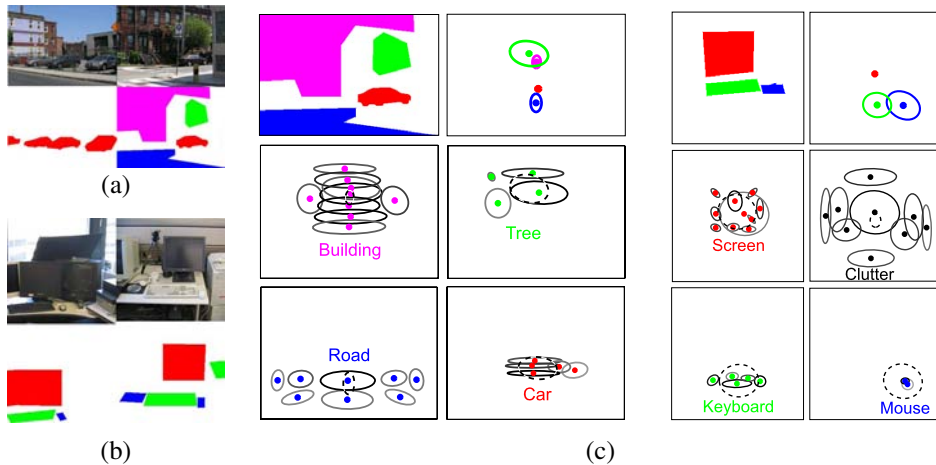 (a)
(b)
Building
Tree
Road
Car
Screen
Clutter
Keyboard
Mouse
(c)